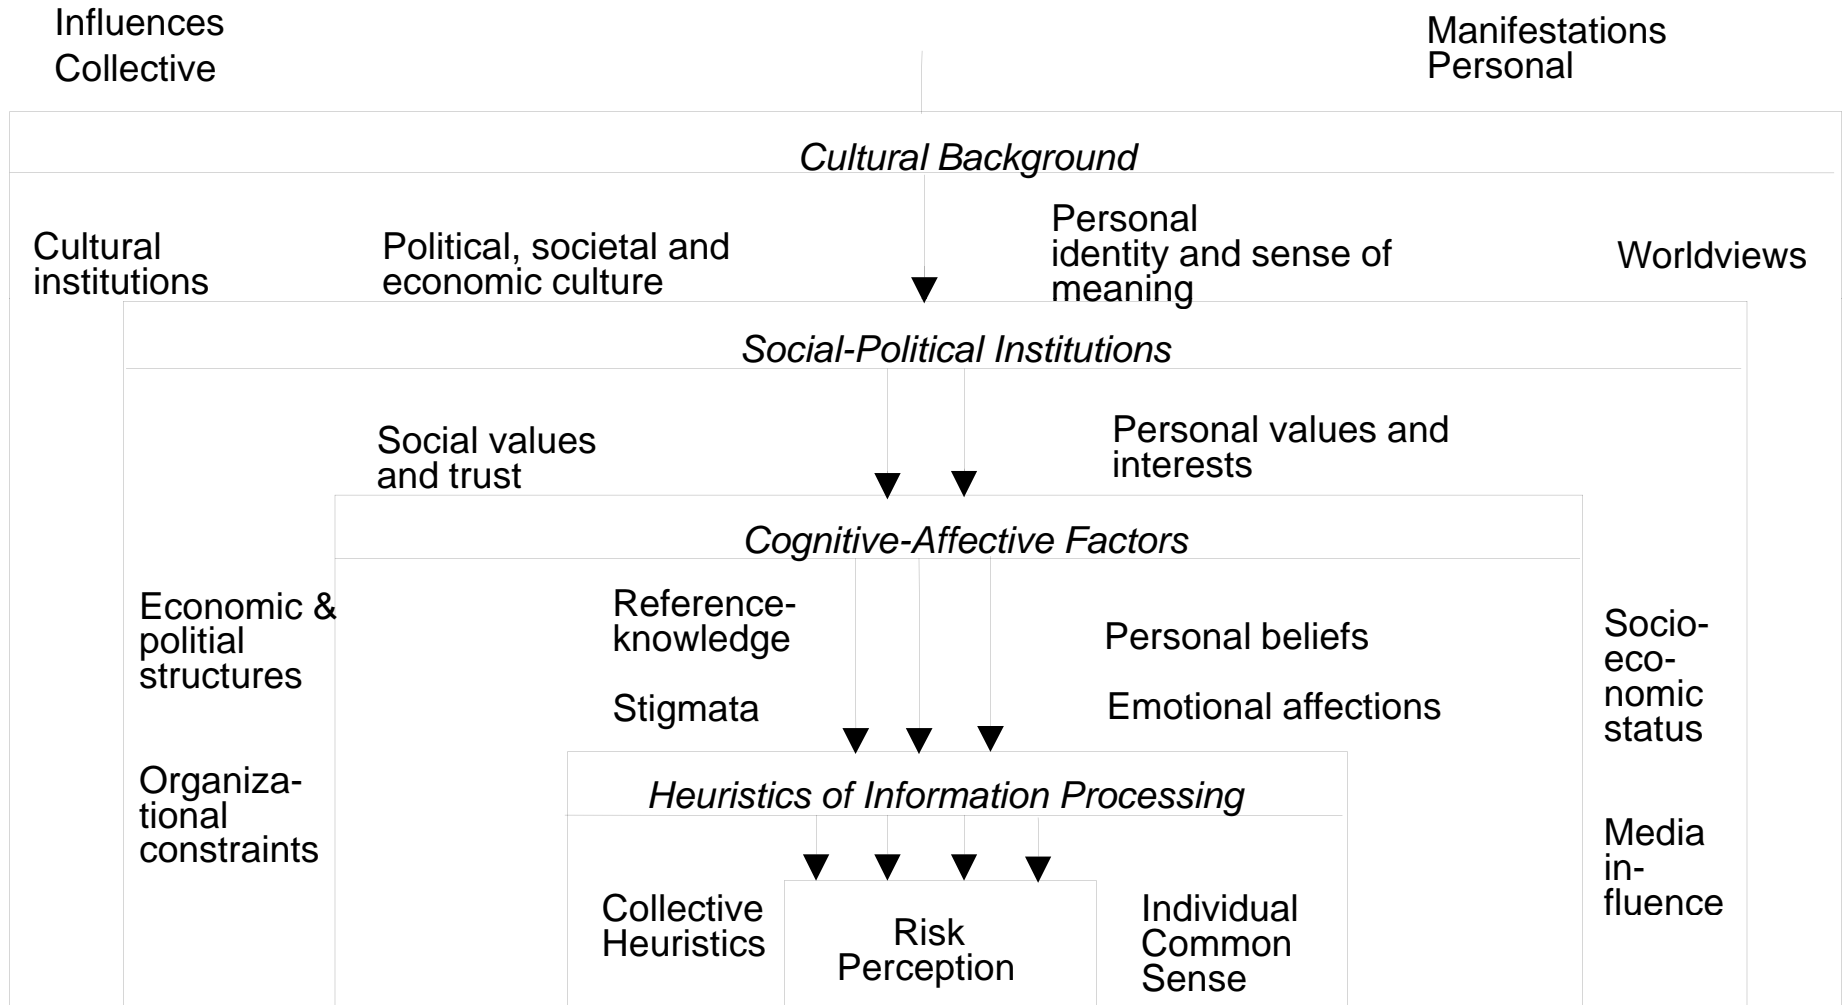 Influences
Collective
Manifestations
Personal
Cultural Background
Cultural
institutions
Political, societal and
economic culture
Personal
identity and sense of
meaning
Worldviews
Social-Political Institutions
Social values
and trust
Personal values and
interests
Cognitive-Affective Factors
Economic &
politial
structures
Reference-
knowledge
Personal beliefs
Socio-
eco-
nomic
status
Stigmata
Emotional affections
Organiza-
tional
constraints
Heuristics of Information Processing
Media
in-
fluence
Collective
Heuristics
Risk
Perception
Individual
Common
Sense